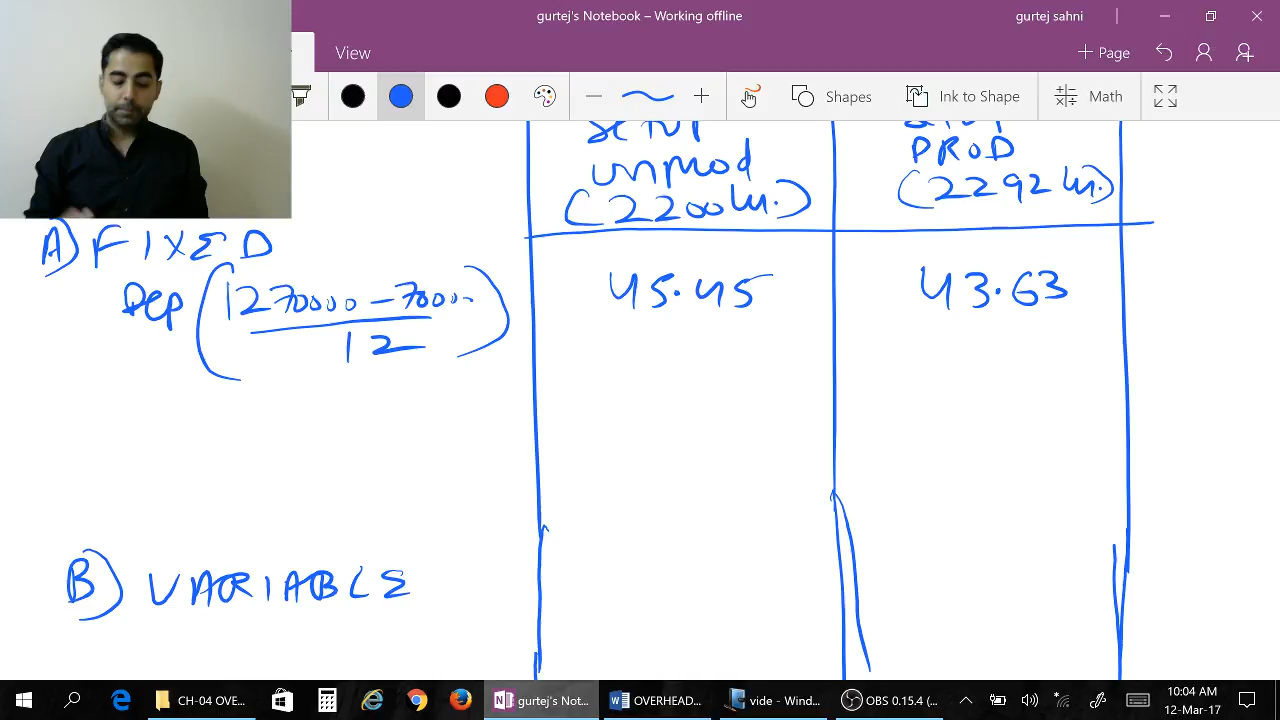 gurtej's Notebook – Working offline
gurtej sahni
View
Page
Shapes
Ink to Shape
Math
SETUP
PROD
unprod
(2292 hr.)
(2200 hr.)
A) FIXED
45.45
43.63
Dep (1270000 – 70000
12)
B) VARIABLE
CH-04 OVE...
gurtej's Not...
OVERHEAD...
vide - Wind...
OBS 0.15.4 (...
10:04 AM
12-Mar-17